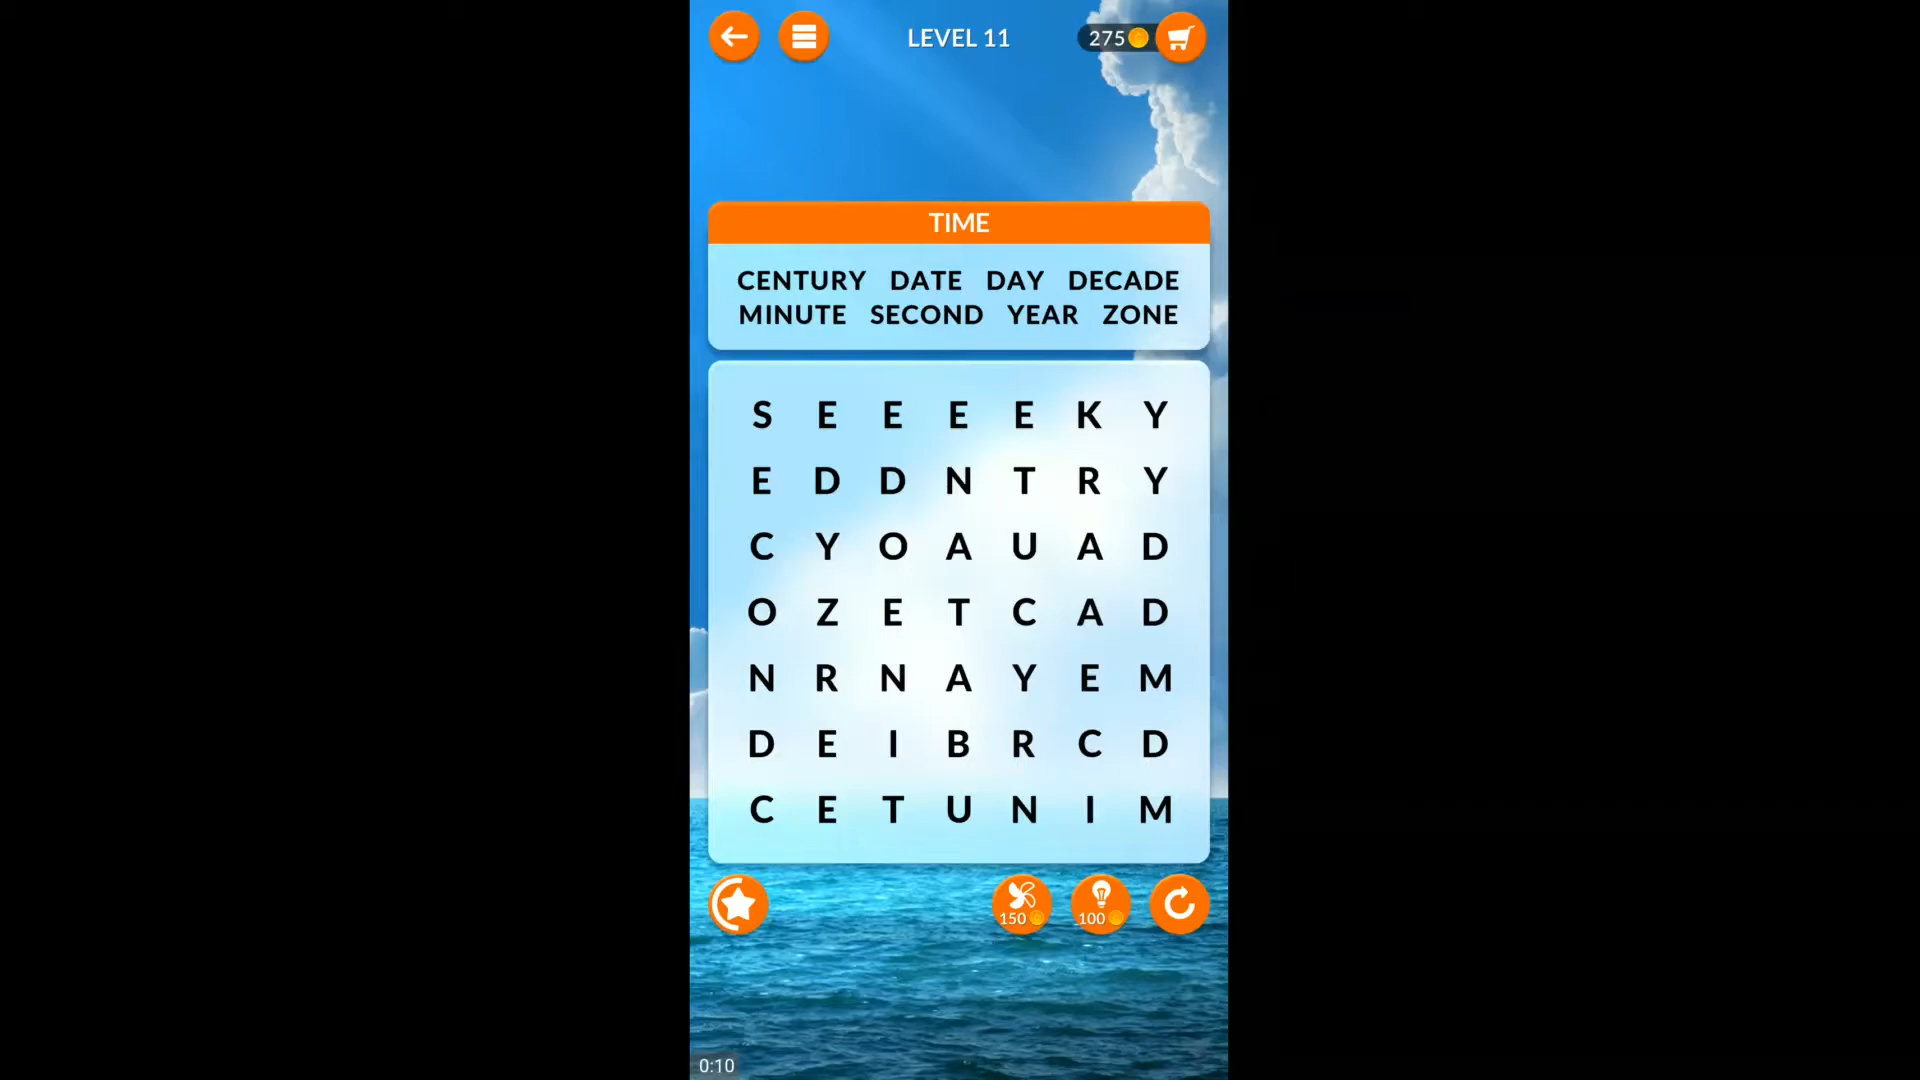 LEVEL 11
275
TIME
CENTURY DATE DAY DECADE
MINUTE SECOND YEAR ZONE
S E E E E K Y
E D D N T R Y
C Y O A U A D
O Z E T C A D
N R N A Y E M
D E I B R C D
C E T U N I M
150 100
0:10